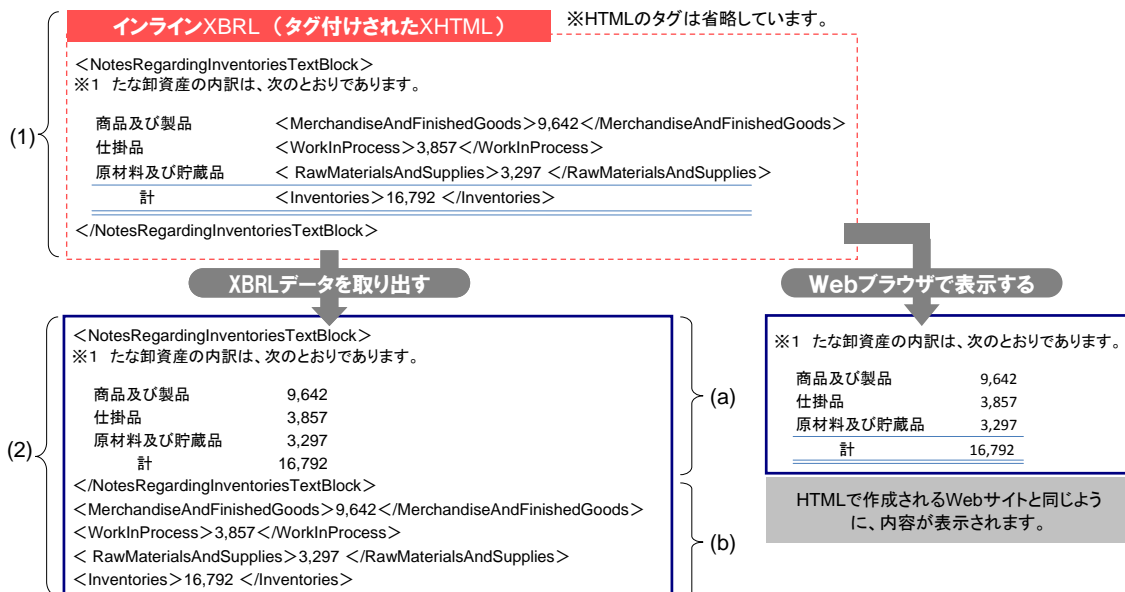 インラインXBRL（タグ付けされたXHTML）
※HTMLのタグは省略しています。
(1)
＜NotesRegardingInventoriesTextBlock＞
※1　たな卸資産の内訳は、次のとおりであります。
商品及び製品　＜MerchandiseAndFinishedGoods＞9,642＜/MerchandiseAndFinishedGoods＞
仕掛品　＜WorkInProcess＞3,857＜/WorkInProcess＞
原材料及び貯蔵品　＜ RawMaterialsAndSupplies＞3,297 ＜/RawMaterialsAndSupplies＞
計　＜Inventories＞16,792 ＜/Inventories＞
＜/NotesRegardingInventoriesTextBlock＞
XBRLデータを取り出す
Webブラウザで表示する
(2)
＜NotesRegardingInventoriesTextBlock＞
※1　たな卸資産の内訳は、次のとおりであります。
商品及び製品　9,642
仕掛品　3,857
原材料及び貯蔵品　3,297
計　16,792
＜/NotesRegardingInventoriesTextBlock＞
(a)
＜MerchandiseAndFinishedGoods＞9,642＜/MerchandiseAndFinishedGoods＞
＜WorkInProcess＞3,857＜/WorkInProcess＞
＜ RawMaterialsAndSupplies＞3,297 ＜/RawMaterialsAndSupplies＞
＜Inventories＞16,792 ＜/Inventories＞
(b)
※1　たな卸資産の内訳は、次のとおりであります。
商品及び製品　9,642
仕掛品　3,857
原材料及び貯蔵品　3,297
計　16,792
HTMLで作成されるWebサイトと同じよう
に、内容が表示されます。